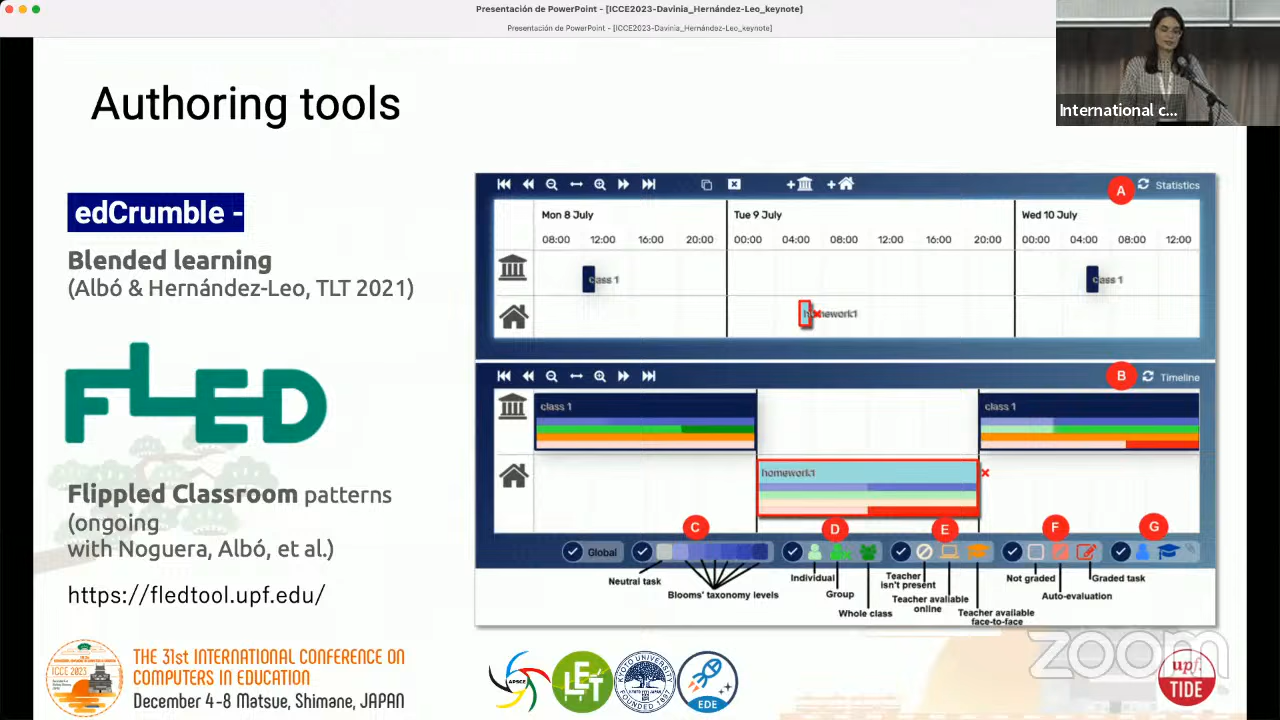 Presentación de PowerPoint - [ICCE2023-Davinia_Hernández-Leo_keynote]
Presentación de PowerPoint - [ICCE2023-Davinia_Hernández-Leo_keynote]
International c...
Authoring tools
edCrumble -
Blended learning
(Albó & Hernández-Leo, TLT 2021)
FLED
Flippled Classroom patterns
(ongoing
with Noguera, Albó, et al.)
https://fledtool.upf.edu/
A Statistics
Mon 8 July Tue 9 July Wed 10 July
08:00 12:00 16:00 20:00 00:00 04:00 08:00 12:00 16:00 20:00 00:00 04:00 08:00 12:00
class 1 class 1
homework1
B Timeline
class 1 class 1
homework1
C D E F G
Global
Neutral task
Blooms' taxonomy levels
Individual
Group
Whole class
Teacher
isn't present
Teacher available
online
Teacher available
face-to-face
Not graded
Auto-evaluation
Graded task
ICCE 2023
THE 31st INTERNATIONAL CONFERENCE ON
COMPUTERS IN EDUCATION
December 4-8 Matsue, Shimane, JAPAN
APSCE
LET
EDE
zoom
upf.
TIDE